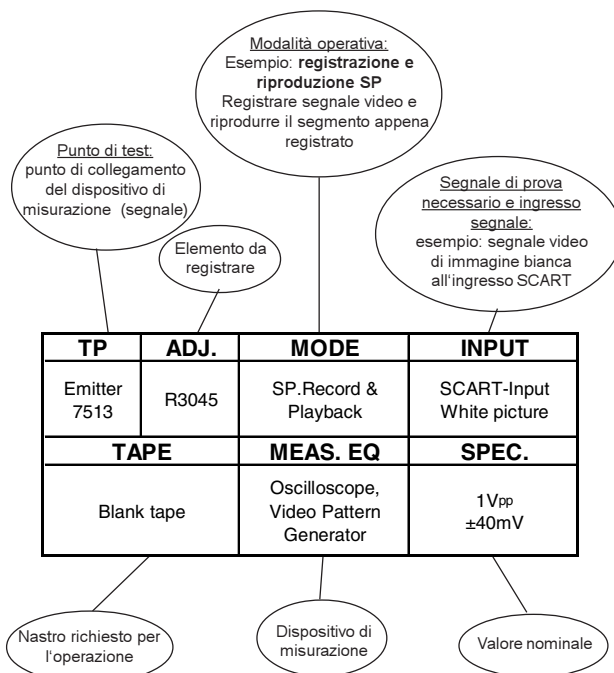 Modalità operativa:
Esempio: registrazione e
riproduzione SP
Registrare segnale video e
riprodurre il segmento appena
registrato
Punto di test:
punto di collegamento
del dispositivo di
misurazione (segnale)
Segnale di prova
necessario e ingresso
segnale:
esempio: segnale video
di immagine bianca
all'ingresso SCART
Elemento da
registrare
TP ADJ. MODE INPUT
Emitter
7513
R3045
SP.Record &
Playback
SCART-Input
White picture
TAPE MEAS. EQ SPEC.
Blank tape
Oscilloscope,
Video Pattern
Generator
1Vpp
±40mV
Nastro richiesto per
l'operazione
Dispositivo di
misurazione
Valore nominale